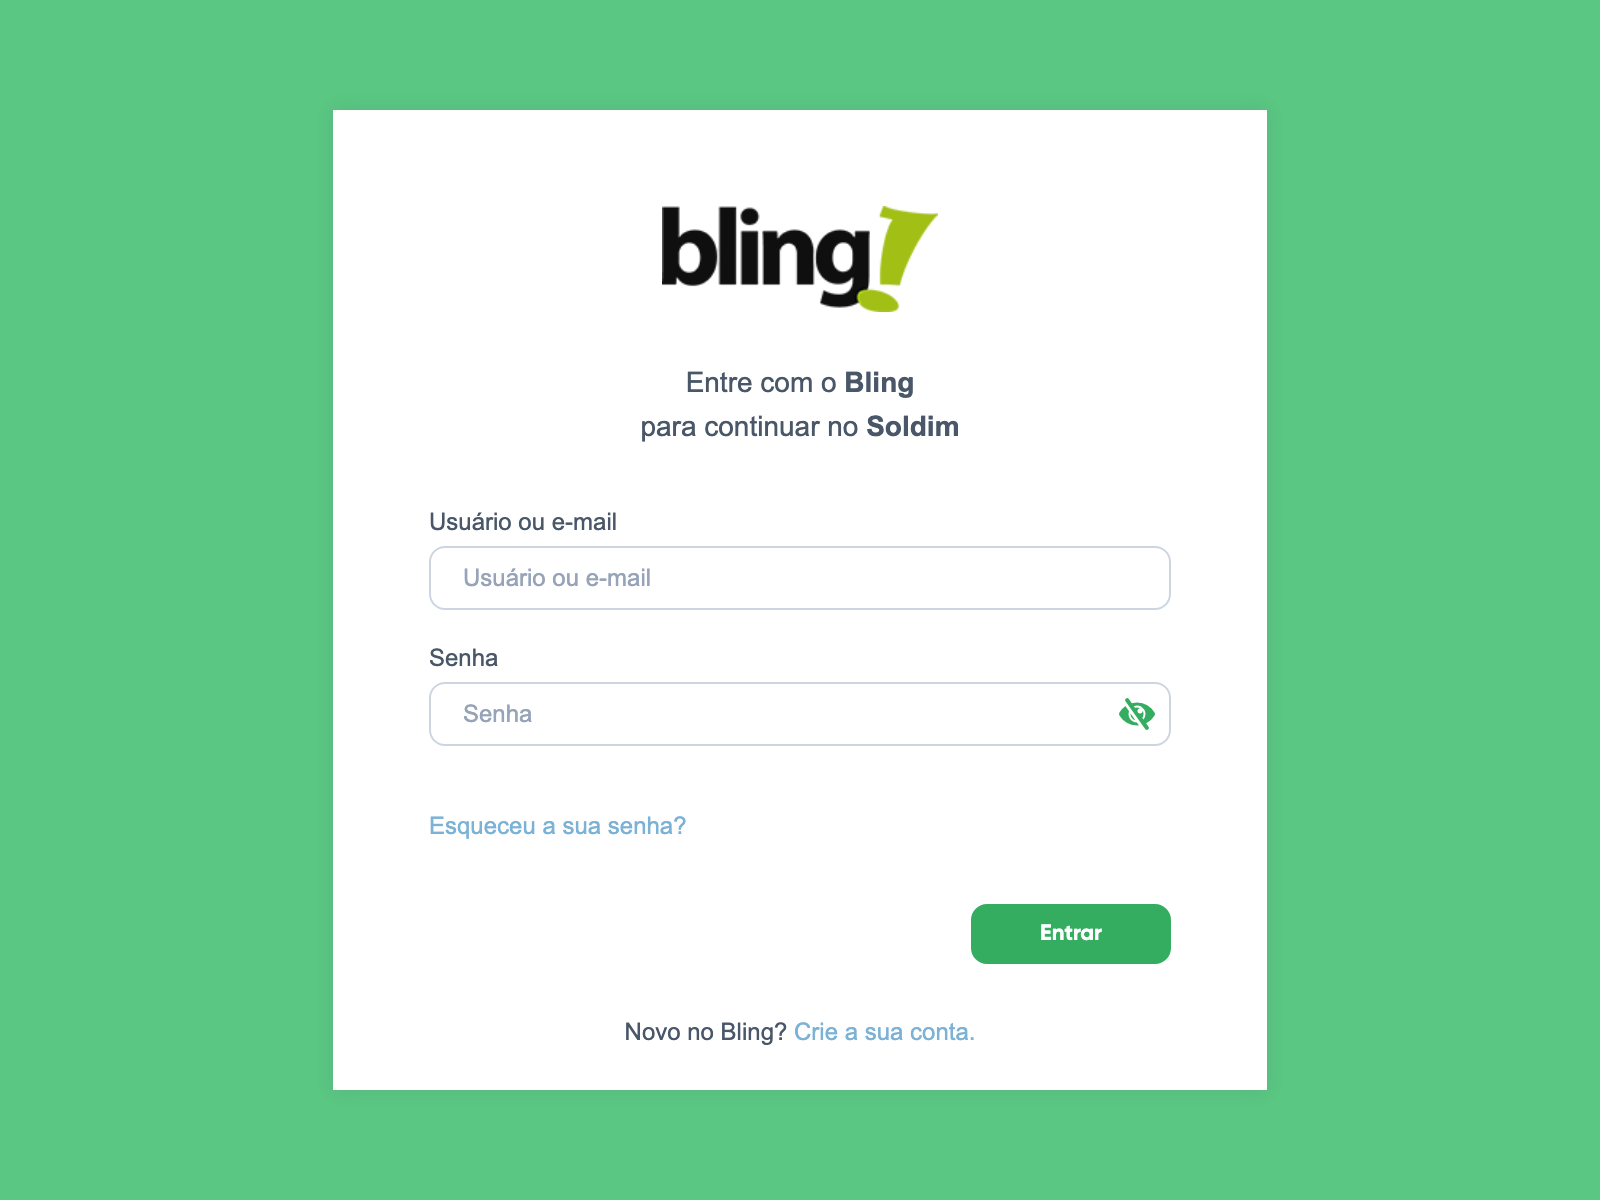 bling!
Entre com o Bling
para continuar no Soldim
Usuário ou e-mail
Usuário ou e-mail
Senha
Senha
Esqueceu a sua senha?
Entrar
Novo no Bling? Crie a sua conta.